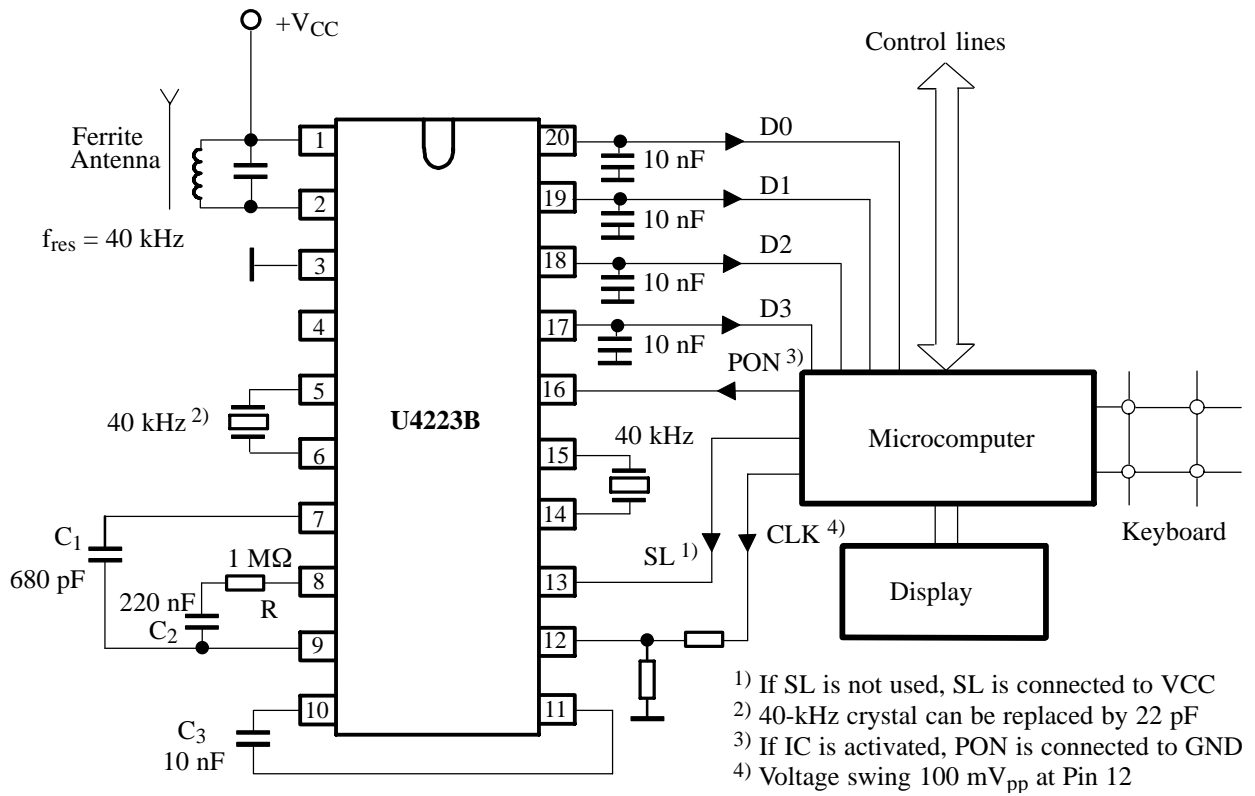 +VCC
Control lines
Ferrite
Antenna
fres = 40 kHz
1
2
3
4
5
6
7
8
9
10
20
19
18
17
16
15
14
13
12
11
U4223B
D0
10 nF
D1
10 nF
D2
10 nF
D3
10 nF
PON 3)
40 kHz 2)
40 kHz
Microcomputer
Keyboard
SL 1)
CLK 4)
Display
C1
680 pF
1 MΩ
R
220 nF
C2
C3
10 nF
1) If SL is not used, SL is connected to VCC
2) 40-kHz crystal can be replaced by 22 pF
3) If IC is activated, PON is connected to GND
4) Voltage swing 100 mVpp at Pin 12